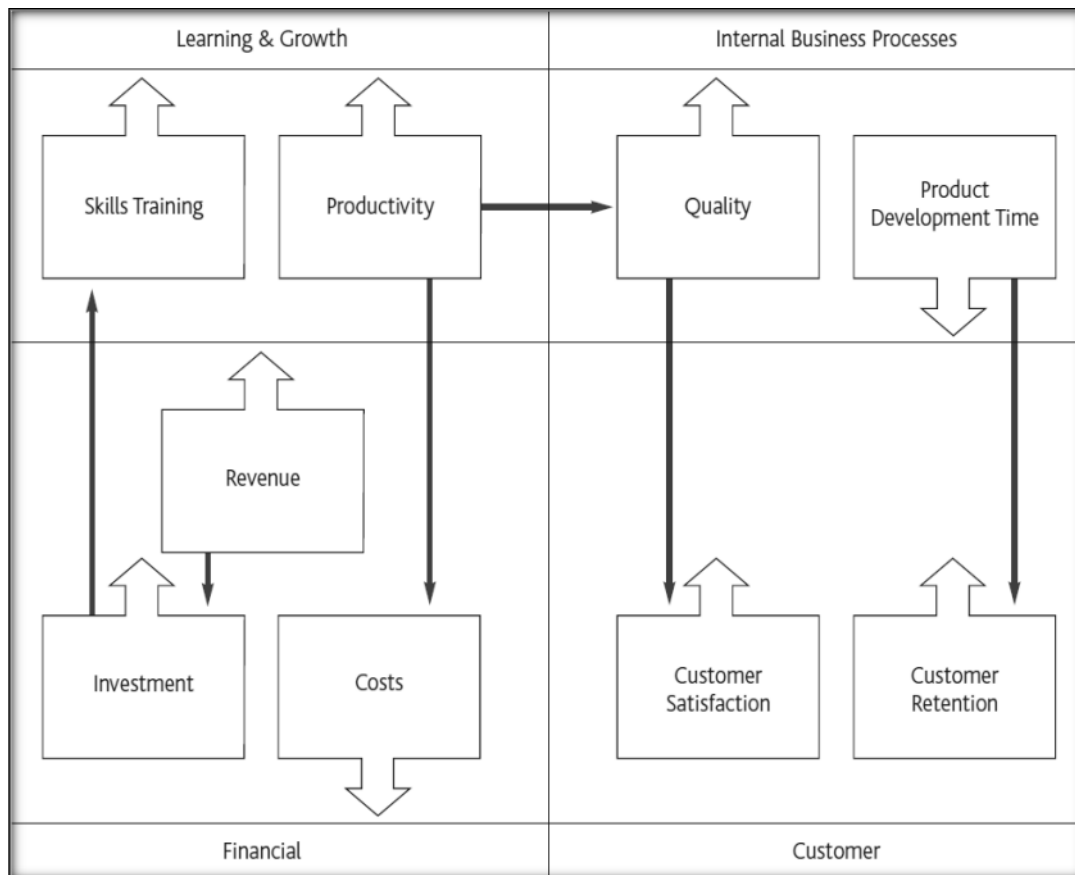 Learning & Growth
Internal Business Processes
Skills Training
Productivity
Quality
Product
Development Time
Revenue
Investment
Costs
Customer
Satisfaction
Customer
Retention
Financial
Customer